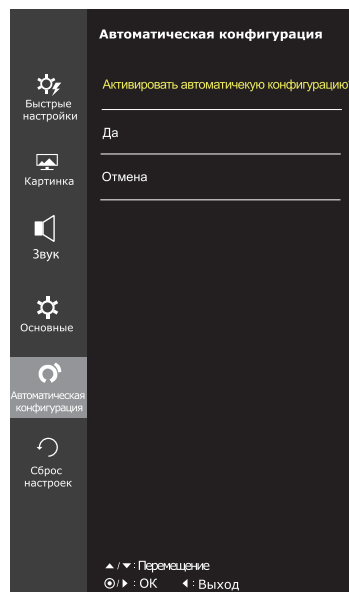 Автоматическая конфигурация
Активировать автоматичекую конфигурацию?
Да
Отмена
Быстрые
настройки
Картинка
Звук
Основные
Автоматическая
конфигурация
Сброс
настроек
▲ / ▼ : Перемещение
◉/► : OK ◄ : Выход